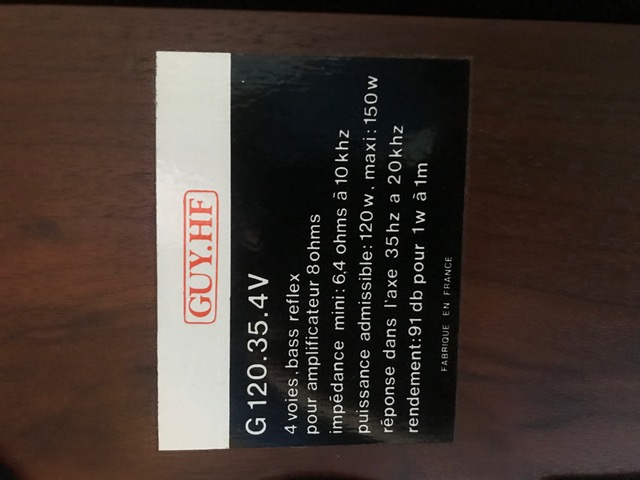 GUY.HF
G 120.35.4V
4 voies.bass reflex
pour amplificateur 8ohms
impédance mini: 6,4 ohms à 10khz
puissance admissible: 120w. maxi: 150w
réponse dans l'axe 35hz a 20khz
rendement: 91 db pour 1w à 1m
FABRIQUE EN FRANCE